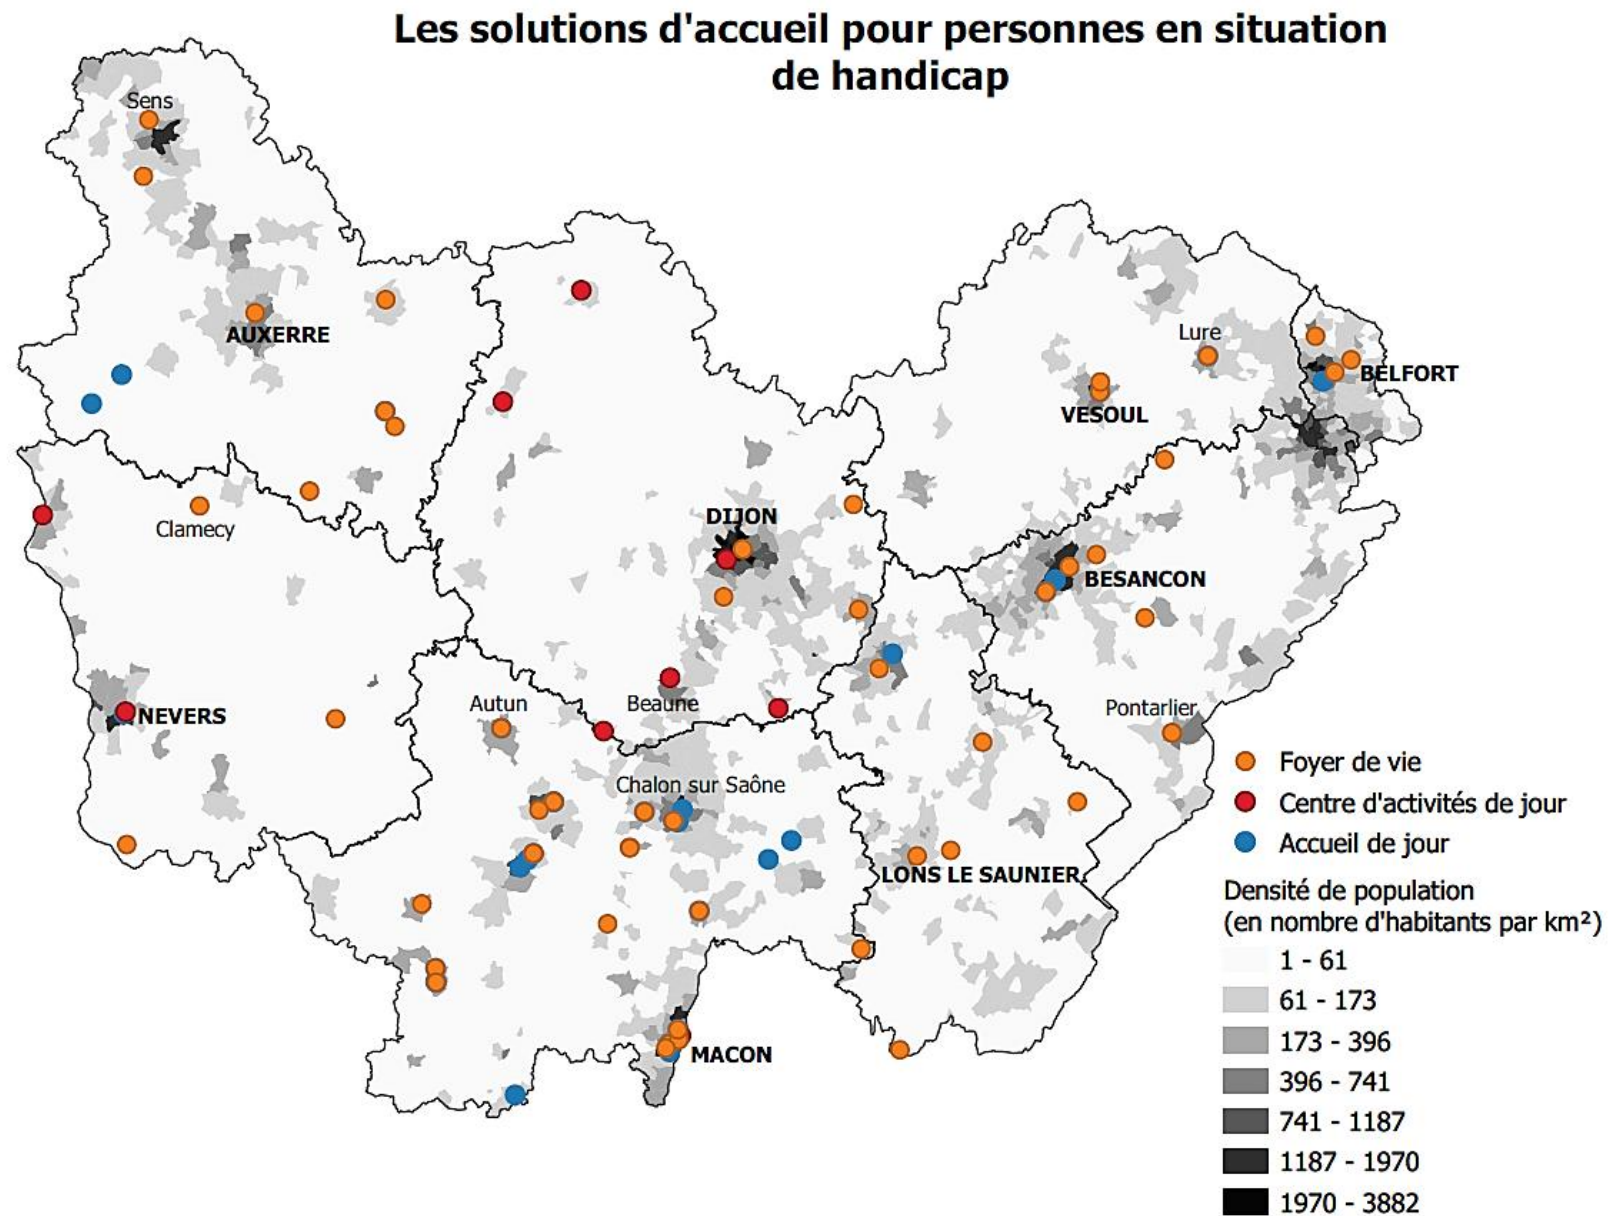 Les solutions d'accueil pour personnes en situation
de handicap
Sens
AUXERRE
Lure
BELFORT
VESOUL
Clamecy
DIJON
BESANCON
NEVERS
Autun
Beaune
Pontarlier
Chalon sur Saône
LONS LE SAUNIER
MACON
Foyer de vie
Centre d'activités de jour
Accueil de jour
Densité de population
(en nombre d'habitants par km²)
1 - 61
61 - 173
173 - 396
396 - 741
741 - 1187
1187 - 1970
1970 - 3882